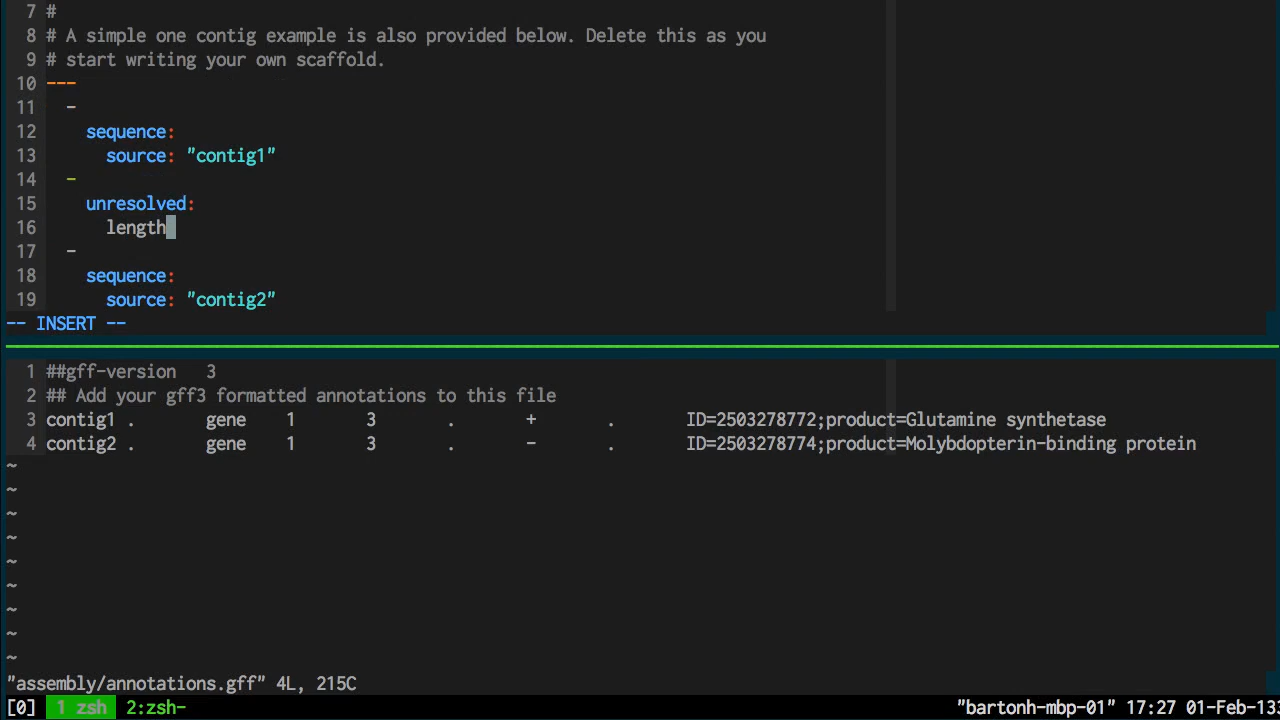 7 #
8 # A simple one contig example is also provided below. Delete this as you
9 # start writing your own scaffold.
10 ---
11   -
12     sequence:
13       source: "contig1"
14   -
15     unresolved:
16       length
17   -
18     sequence:
19       source: "contig2"
-- INSERT --
1 ##gff-version   3
2 ## Add your gff3 formatted annotations to this file
3 contig1 .       gene    1       3       .       +       .       ID=2503278772;product=Glutamine synthetase
4 contig2 .       gene    1       3       .       -       .       ID=2503278774;product=Molybdopterin-binding protein
~
~
~
~
~
~
~
~
~
"assembly/annotations.gff" 4L, 215C
[0] 1 zsh 2:zsh- "bartonh-mbp-01" 17:27 01-Feb-13